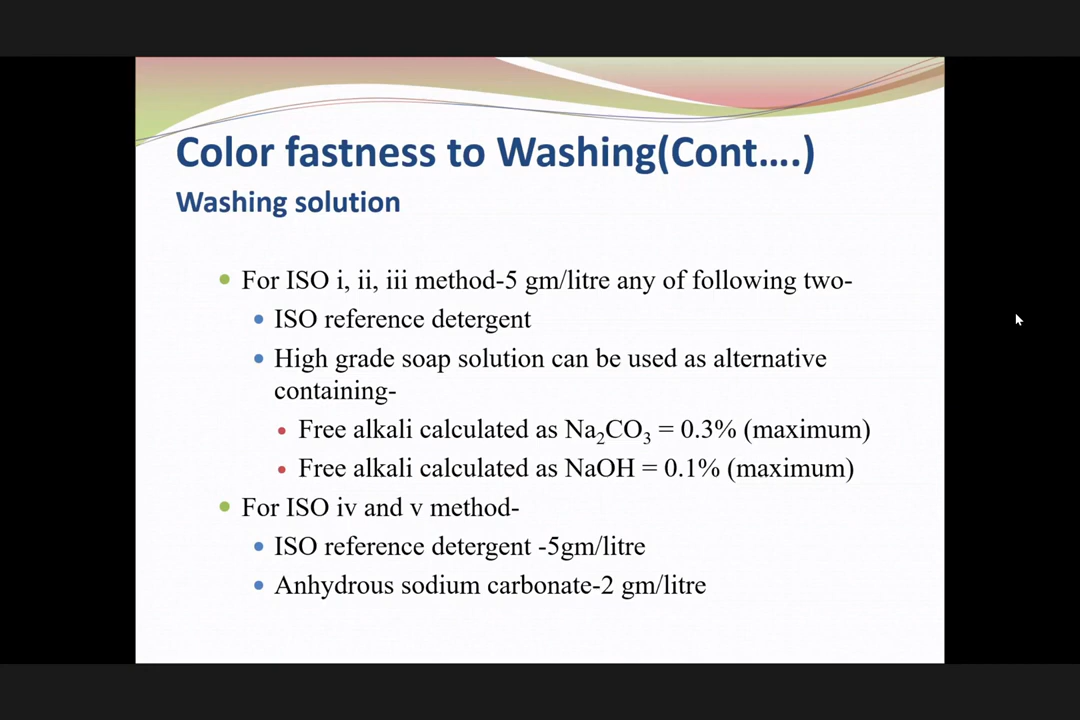 Color fastness to Washing(Cont....)
Washing solution
For ISO i, ii, iii method-5 gm/litre any of following two-
ISO reference detergent
High grade soap solution can be used as alternative
containing-
Free alkali calculated as Na₂CO₃ = 0.3% (maximum)
Free alkali calculated as NaOH = 0.1% (maximum)
For ISO iv and v method-
ISO reference detergent -5gm/litre
Anhydrous sodium carbonate-2 gm/litre